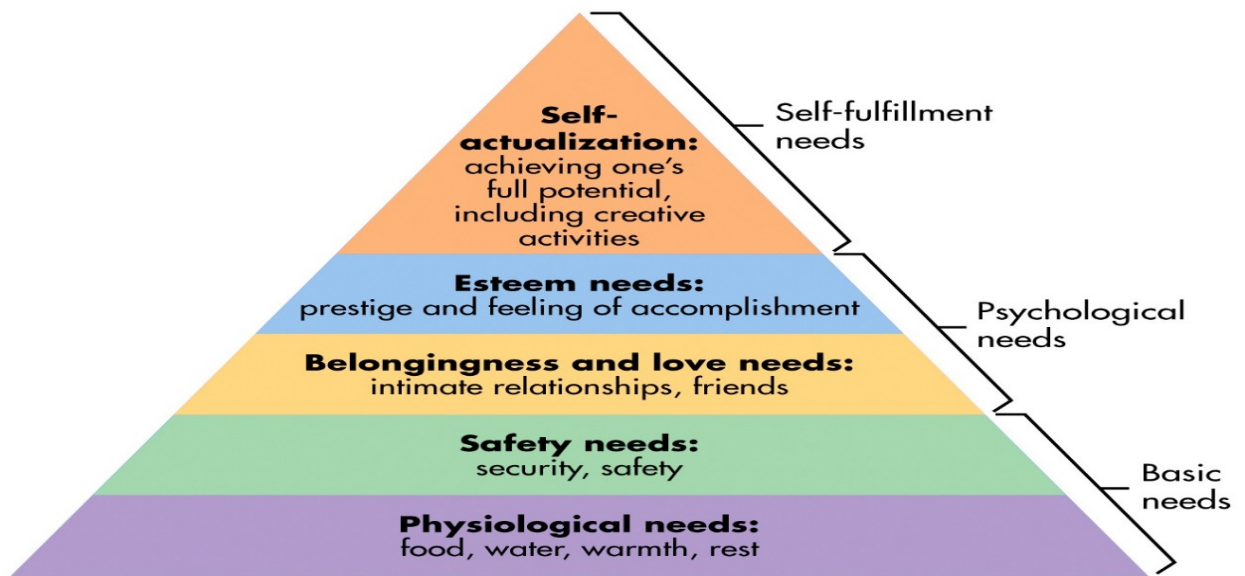 Self-
actualization:
achieving one's
full potential,
including creative
activities
Self-fulfillment
needs
Esteem needs:
prestige and feeling of accomplishment
Psychological
needs
Belongingness and love needs:
intimate relationships, friends
Safety needs:
security, safety
Basic
needs
Physiological needs:
food, water, warmth, rest